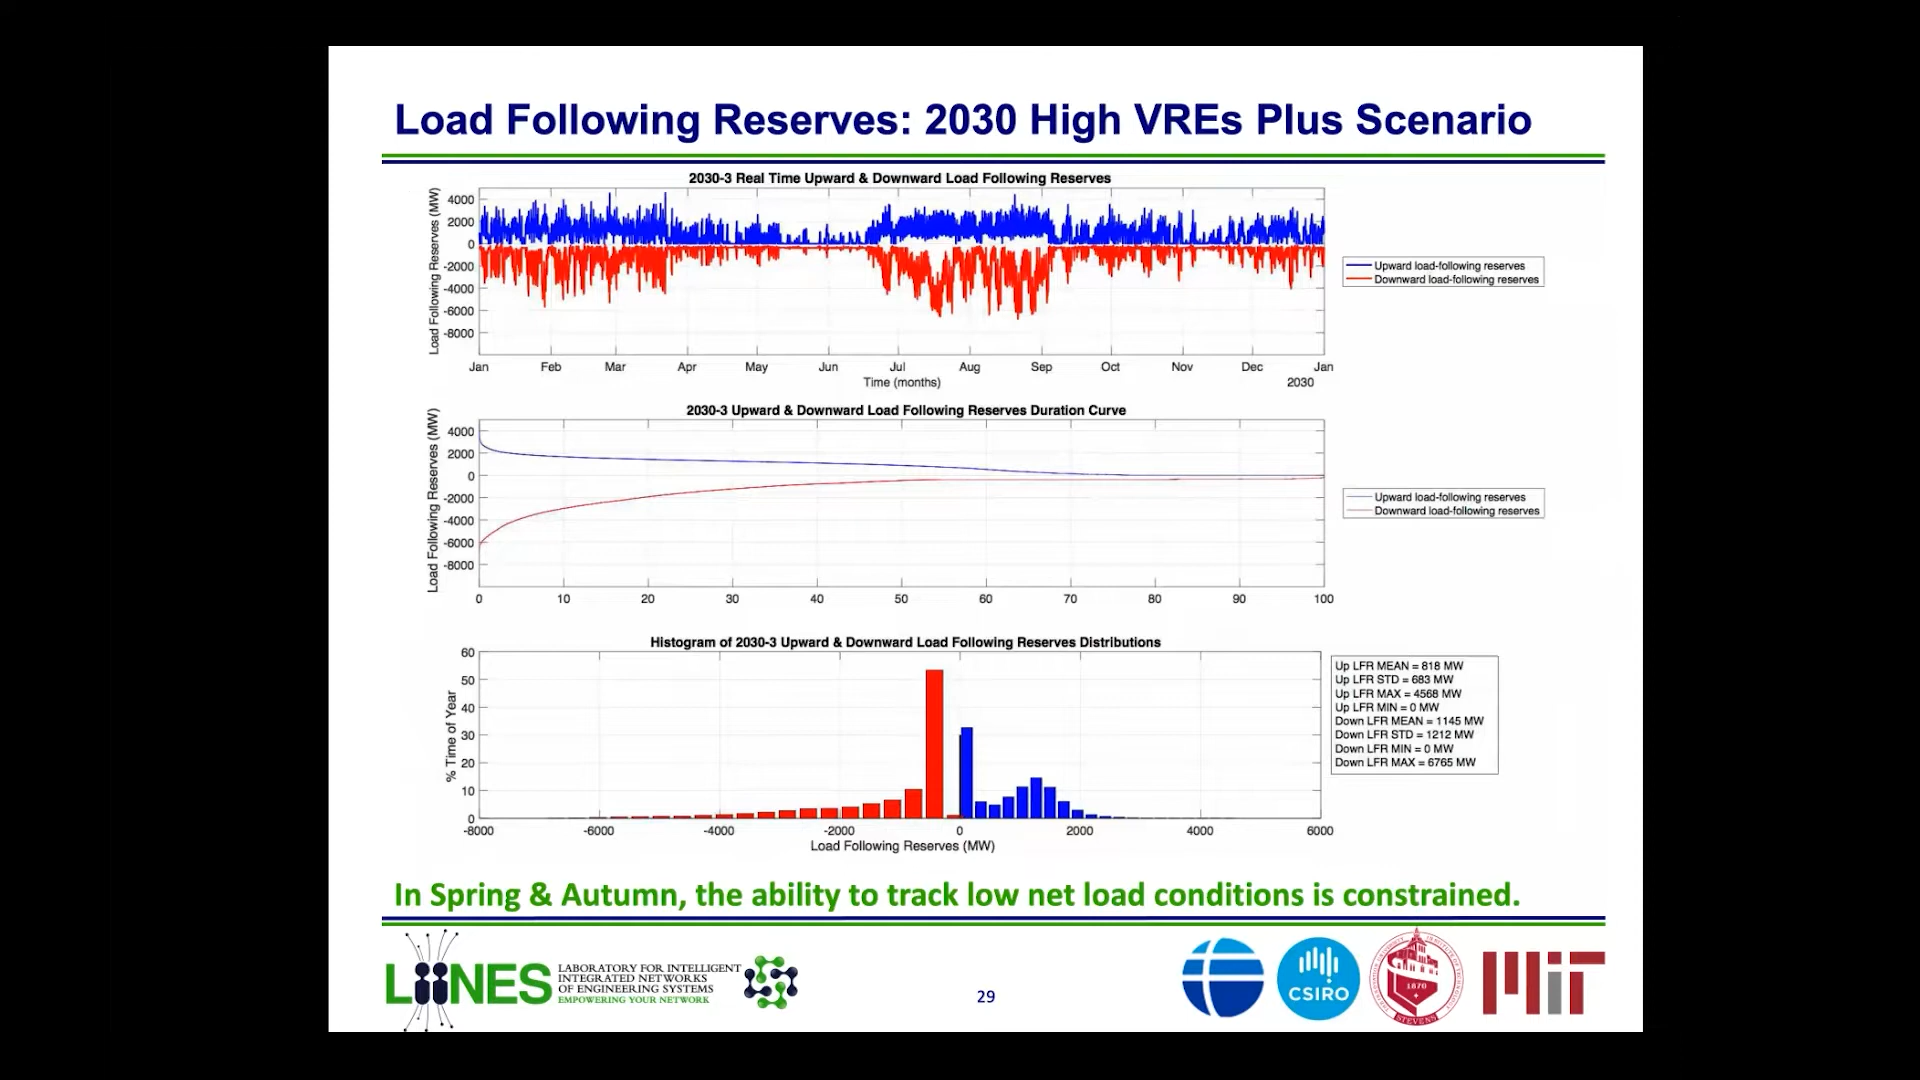 Load Following Reserves: 2030 High VREs Plus Scenario
2030-3 Real Time Upward & Downward Load Following Reserves
Load Following Reserves (MW)
4000
2000
0
-2000
-4000
-6000
-8000
Jan Feb Mar Apr May Jun Jul Aug Sep Oct Nov Dec Jan
Time (months)
2030
Upward load-following reserves
Downward load-following reserves
2030-3 Upward & Downward Load Following Reserves Duration Curve
Load Following Reserves (MW)
4000
2000
0
-2000
-4000
-6000
-8000
0 10 20 30 40 50 60 70 80 90 100
Upward load-following reserves
Downward load-following reserves
Histogram of 2030-3 Upward & Downward Load Following Reserves Distributions
% Time of Year
60
50
40
30
20
10
0
-8000 -6000 -4000 -2000 0 2000 4000 6000
Load Following Reserves (MW)
Up LFR MEAN = 818 MW
Up LFR STD = 683 MW
Up LFR MAX = 4568 MW
Up LFR MIN = 0 MW
Down LFR MEAN = 1145 MW
Down LFR STD = 1212 MW
Down LFR MIN = 0 MW
Down LFR MAX = 6765 MW
In Spring & Autumn, the ability to track low net load conditions is constrained.
LIINES
LABORATORY FOR INTELLIGENT
INTEGRATED NETWORKS
OF ENGINEERING SYSTEMS
EMPOWERING YOUR NETWORK
29
CSIRO
1870
STEVENS
MIT